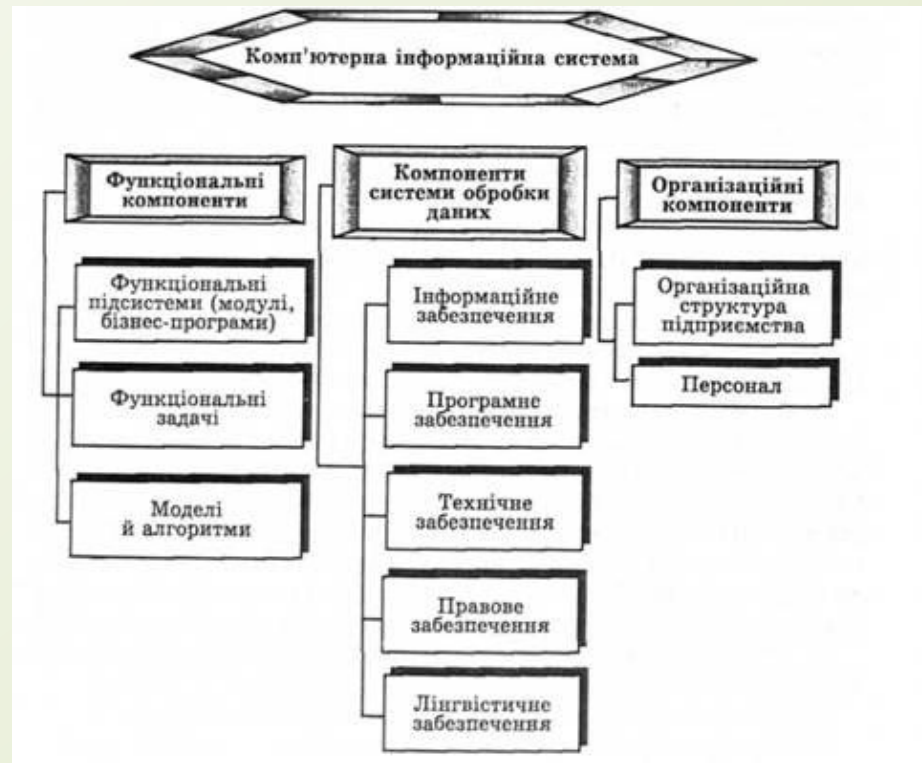 Комп’ютерна інформаційна система
Функціональні
компоненти
Функціональні
підсистеми (модулі,
бізнес-програми)
Функціональні
задачі
Моделі
й алгоритми
Компоненти
системи обробки
даних
Інформаційне
забезпечення
Програмне
забезпечення
Технічне
забезпечення
Правове
забезпечення
Лінгвістичне
забезпечення
Організаційні
компоненти
Організаційна
структура
підприємства
Персонал